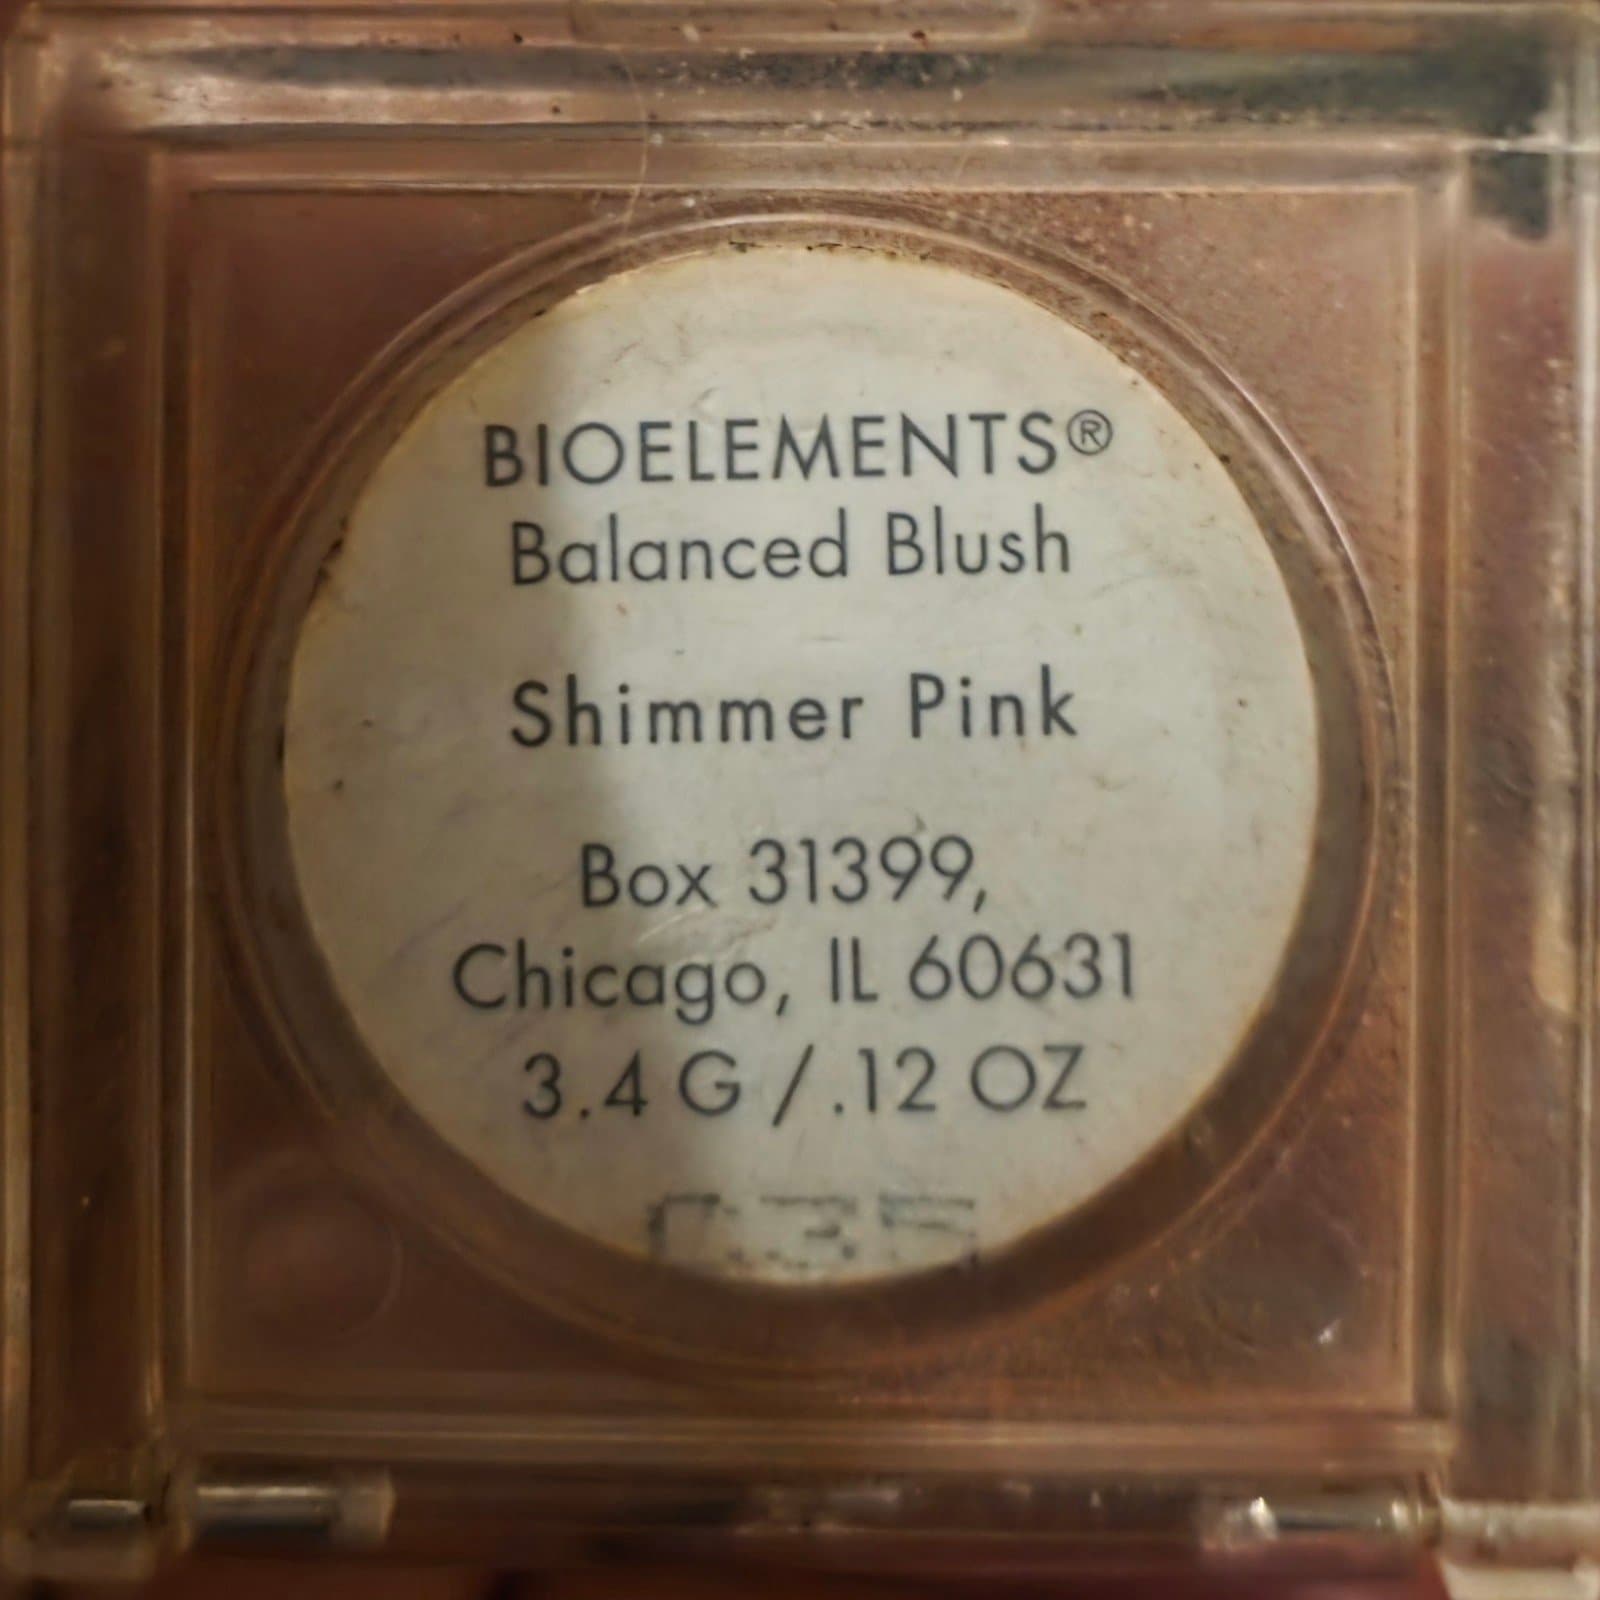 BIOELEMENTS®
Balanced Blush
Shimmer Pink
Box 31399,
Chicago, IL 60631
3.4 G / .12 OZ